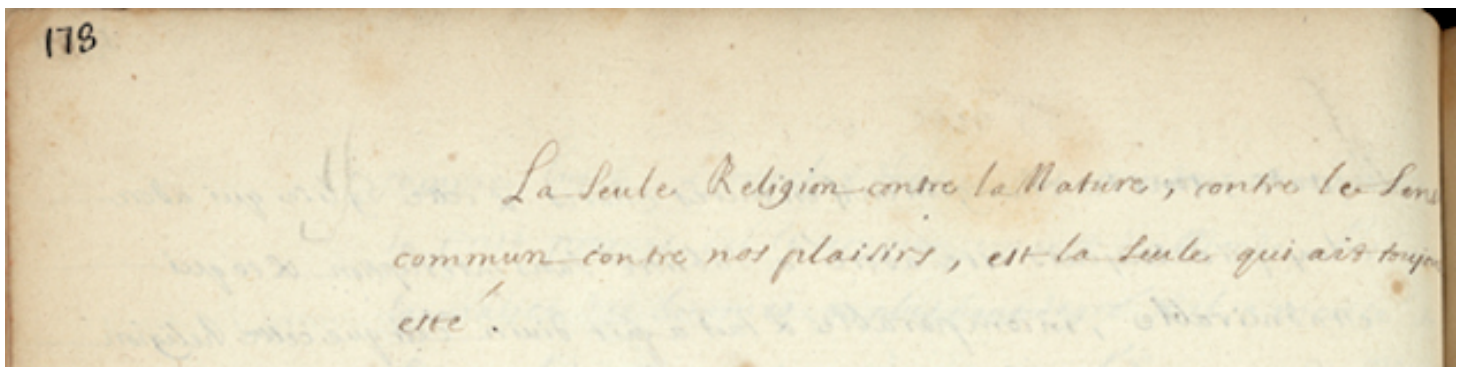 178
La seule Religion contre la Nature, contre le sens
commun contre nos plaisirs, est la seule qui ait toujou
esté.